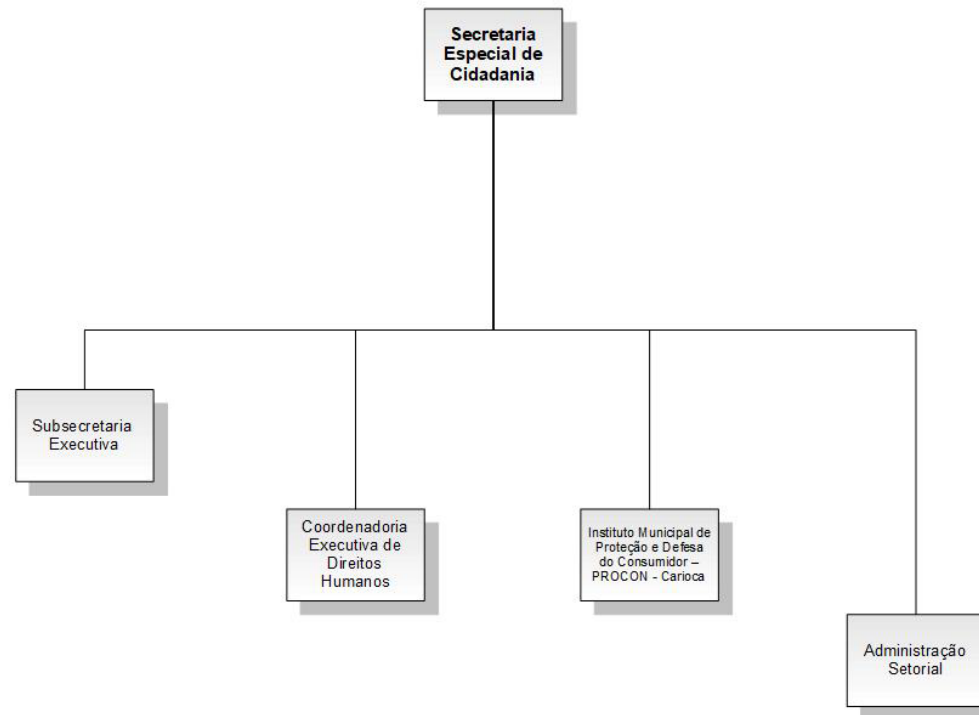 Secretaria
Especial de
Cidadania
Subsecretaria
Executiva
Coordenadoria
Executiva de
Direitos
Humanos
Instituto Municipal de
Proteção e Defesa
do Consumidor –
PROCON - Carioca
Administração
Setorial